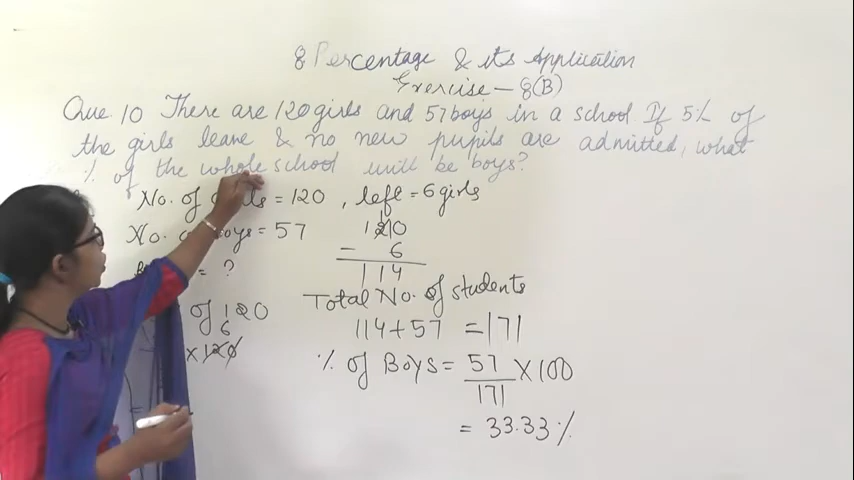 8 Percentage & its Application
Exercise - 8(B)
Que 10 There are 120 girls and 57 boys in a school. If 5% of
the girls leave & no new pupils are admitted, what
% of the whole school will be boys?
No. of = 120, left = 6 girls
No. = 57
= ?
120
- 6
114
of 120
6
× 120
Total No. of students
114 + 57 = 171
% of Boys = 57/171 × 100
= 33.33%